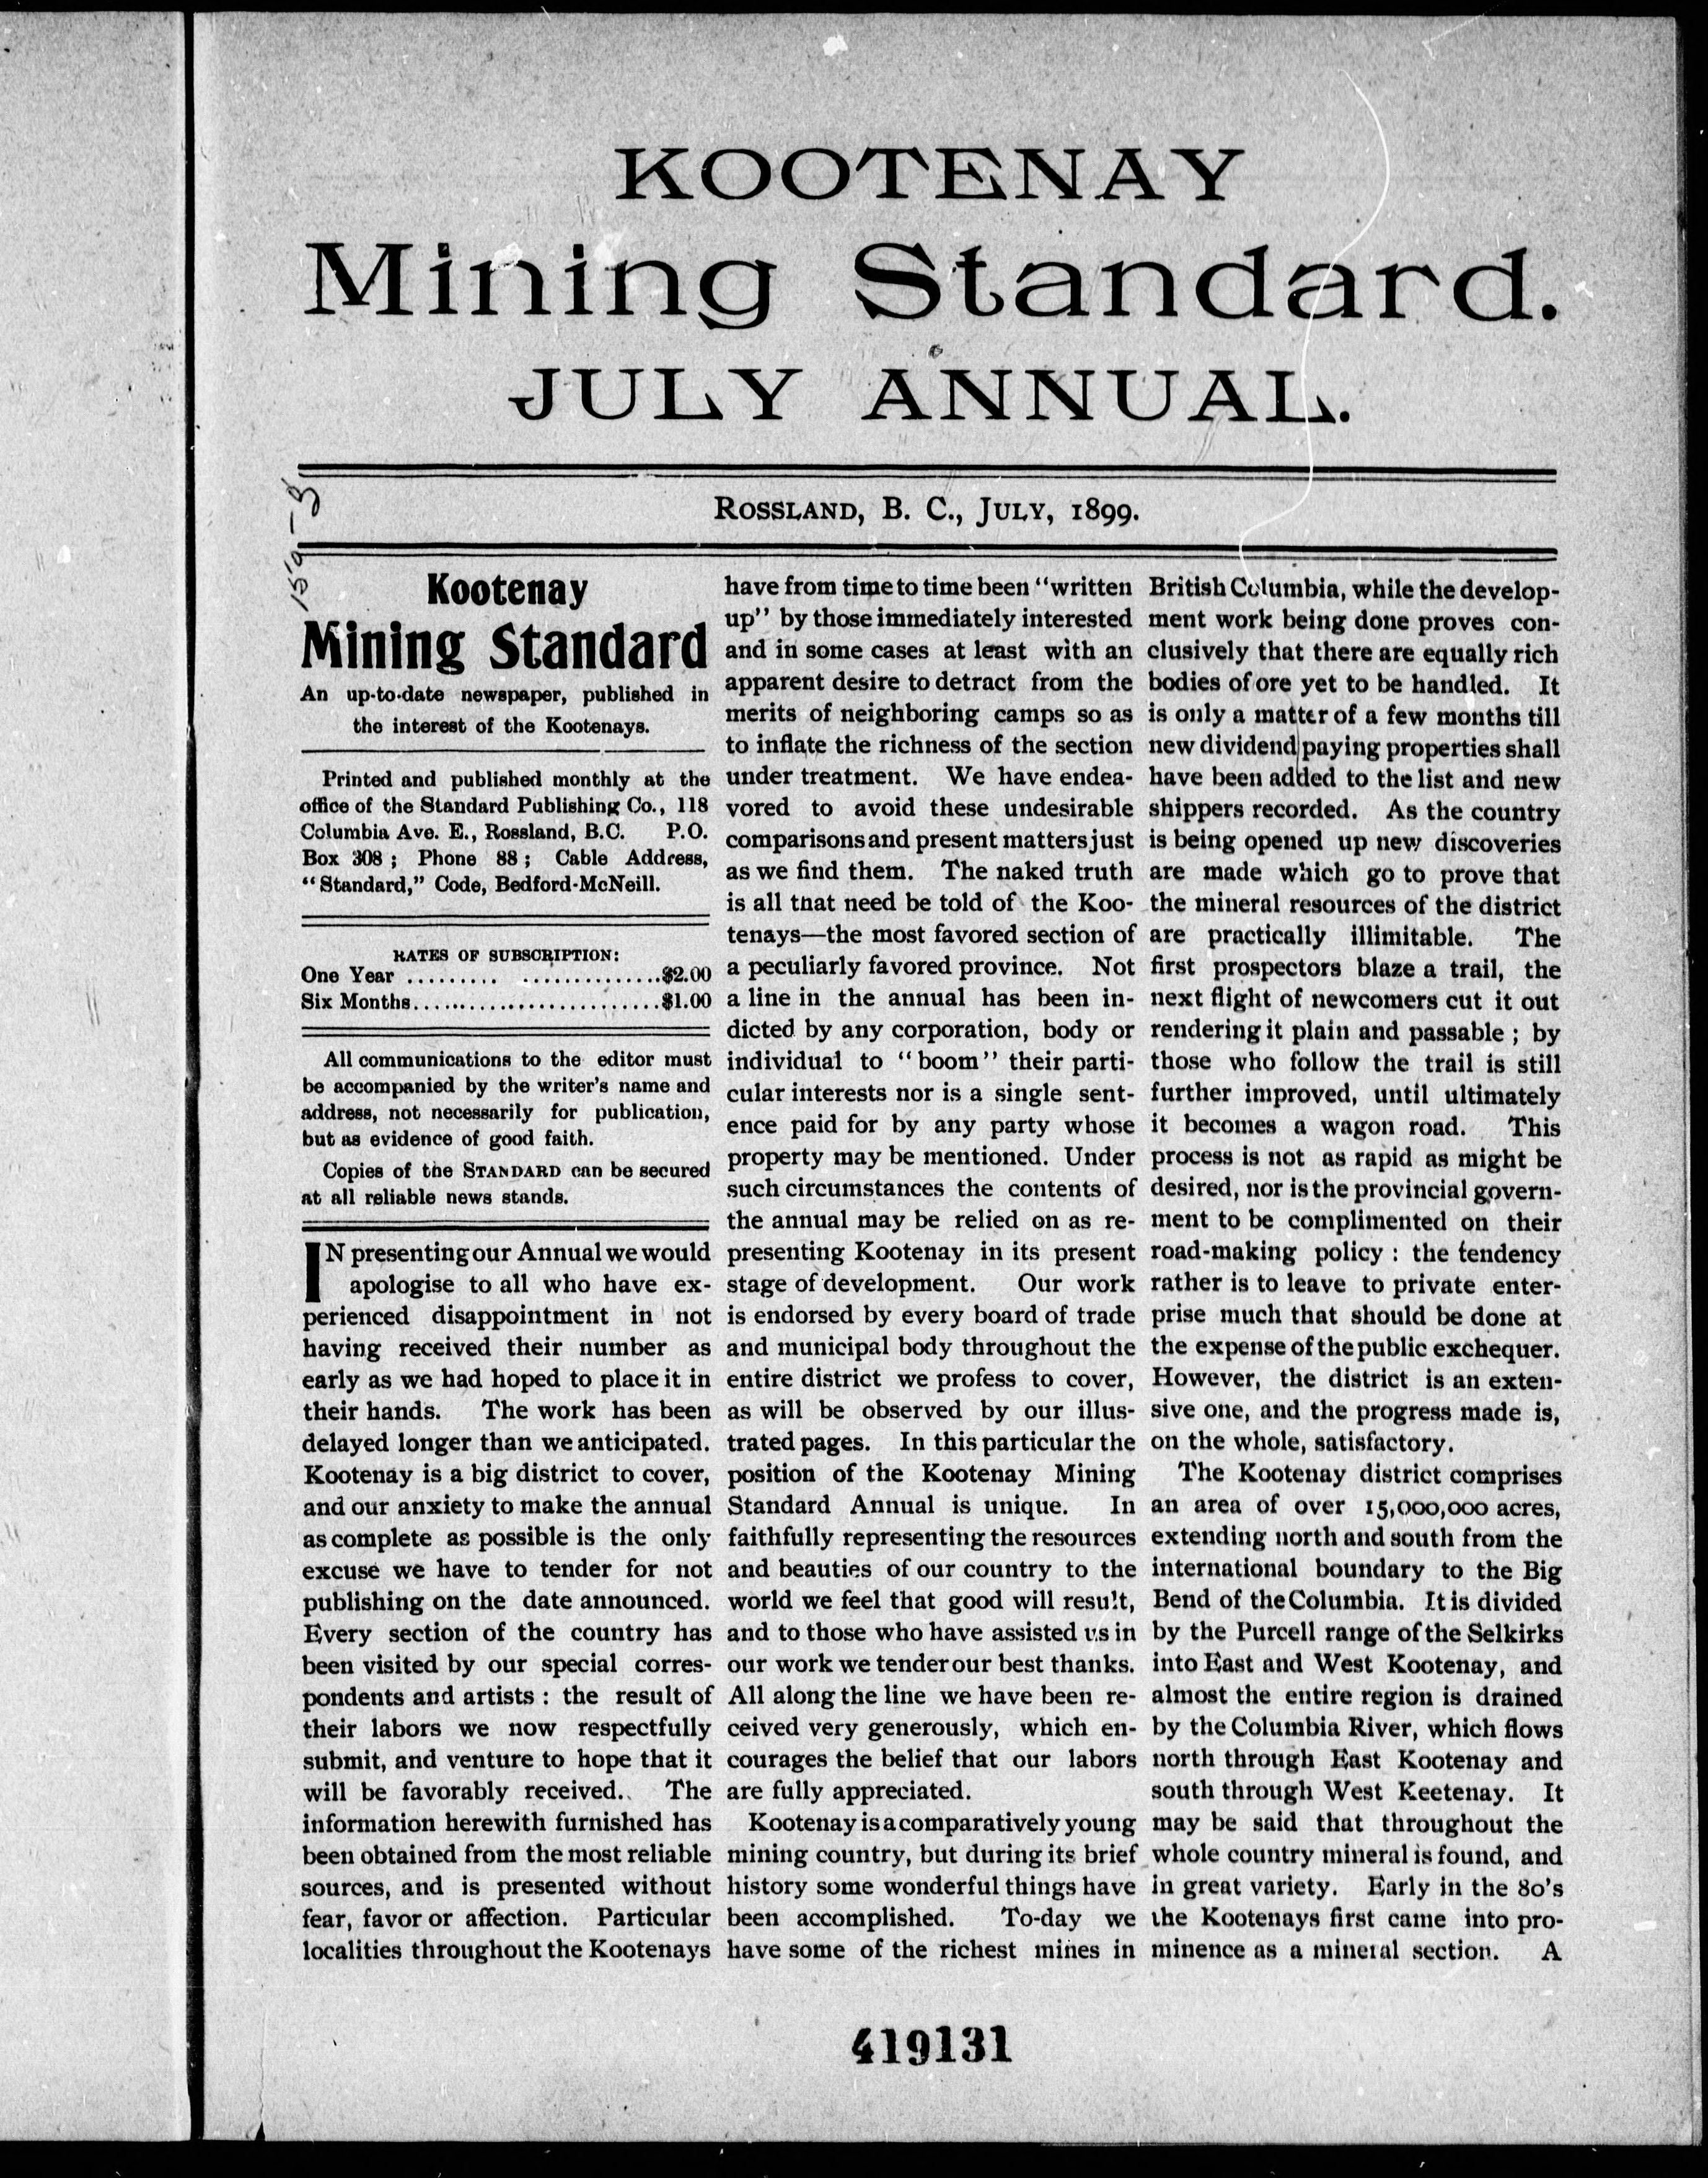 KOOTENAY
Mining Standard.
JULY ANNUAL.
ROSSLAND, B. C., JULY, 1899.
Kootenay
Mining Standard
An up-to-date newspaper, published in
the interest of the Kootenays.
Printed and published monthly at the
office of the Standard Publishing Co., 118
Columbia Ave. E., Rossland, B.C. P.O.
Box 308 ; Phone 88 ; Cable Address,
"Standard," Code, Bedford-McNeill.
RATES OF SUBSCRIPTION:
One Year ......... ..............$2.00
Six Months.........................$1.00
All communications to the editor must
be accompanied by the writer's name and
address, not necessarily for publication,
but as evidence of good faith.
Copies of the STANDARD can be secured
at all reliable news stands.
IN presenting our Annual we would
apologise to all who have ex-
perienced disappointment in not
having received their number as
early as we had hoped to place it in
their hands. The work has been
delayed longer than we anticipated.
Kootenay is a big district to cover,
and our anxiety to make the annual
as complete as possible is the only
excuse we have to tender for not
publishing on the date announced.
Every section of the country has
been visited by our special corres-
pondents and artists : the result of
their labors we now respectfully
submit, and venture to hope that it
will be favorably received. The
information herewith furnished has
been obtained from the most reliable
sources, and is presented without
fear, favor or affection. Particular
localities throughout the Kootenays
have from time to time been "written
up" by those immediately interested
and in some cases at least with an
apparent desire to detract from the
merits of neighboring camps so as
to inflate the richness of the section
under treatment. We have endea-
vored to avoid these undesirable
comparisons and present matters just
as we find them. The naked truth
is all that need be told of the Koo-
tenays—the most favored section of
a peculiarly favored province. Not
a line in the annual has been in-
dicted by any corporation, body or
individual to "boom" their parti-
cular interests nor is a single sent-
ence paid for by any party whose
property may be mentioned. Under
such circumstances the contents of
the annual may be relied on as re-
presenting Kootenay in its present
stage of development. Our work
is endorsed by every board of trade
and municipal body throughout the
entire district we profess to cover,
as will be observed by our illus-
trated pages. In this particular the
position of the Kootenay Mining
Standard Annual is unique. In
faithfully representing the resources
and beauties of our country to the
world we feel that good will result,
and to those who have assisted us in
our work we tender our best thanks.
All along the line we have been re-
ceived very generously, which en-
courages the belief that our labors
are fully appreciated.
Kootenay is a comparatively young
mining country, but during its brief
history some wonderful things have
been accomplished. To-day we
have some of the richest mines in
British Columbia, while the develop-
ment work being done proves con-
clusively that there are equally rich
bodies of ore yet to be handled. It
is only a matter of a few months till
new dividend paying properties shall
have been added to the list and new
shippers recorded. As the country
is being opened up new discoveries
are made which go to prove that
the mineral resources of the district
are practically illimitable. The
first prospectors blaze a trail, the
next flight of newcomers cut it out
rendering it plain and passable ; by
those who follow the trail is still
further improved, until ultimately
it becomes a wagon road. This
process is not as rapid as might be
desired, nor is the provincial govern-
ment to be complimented on their
road-making policy : the tendency
rather is to leave to private enter-
prise much that should be done at
the expense of the public exchequer.
However, the district is an exten-
sive one, and the progress made is,
on the whole, satisfactory.
The Kootenay district comprises
an area of over 15,000,000 acres,
extending north and south from the
international boundary to the Big
Bend of the Columbia. It is divided
by the Purcell range of the Selkirks
into East and West Kootenay, and
almost the entire region is drained
by the Columbia River, which flows
north through East Kootenay and
south through West Keetenay. It
may be said that throughout the
whole country mineral is found, and
in great variety. Early in the 80's
the Kootenays first came into pro-
minence as a mineral section. A
419131